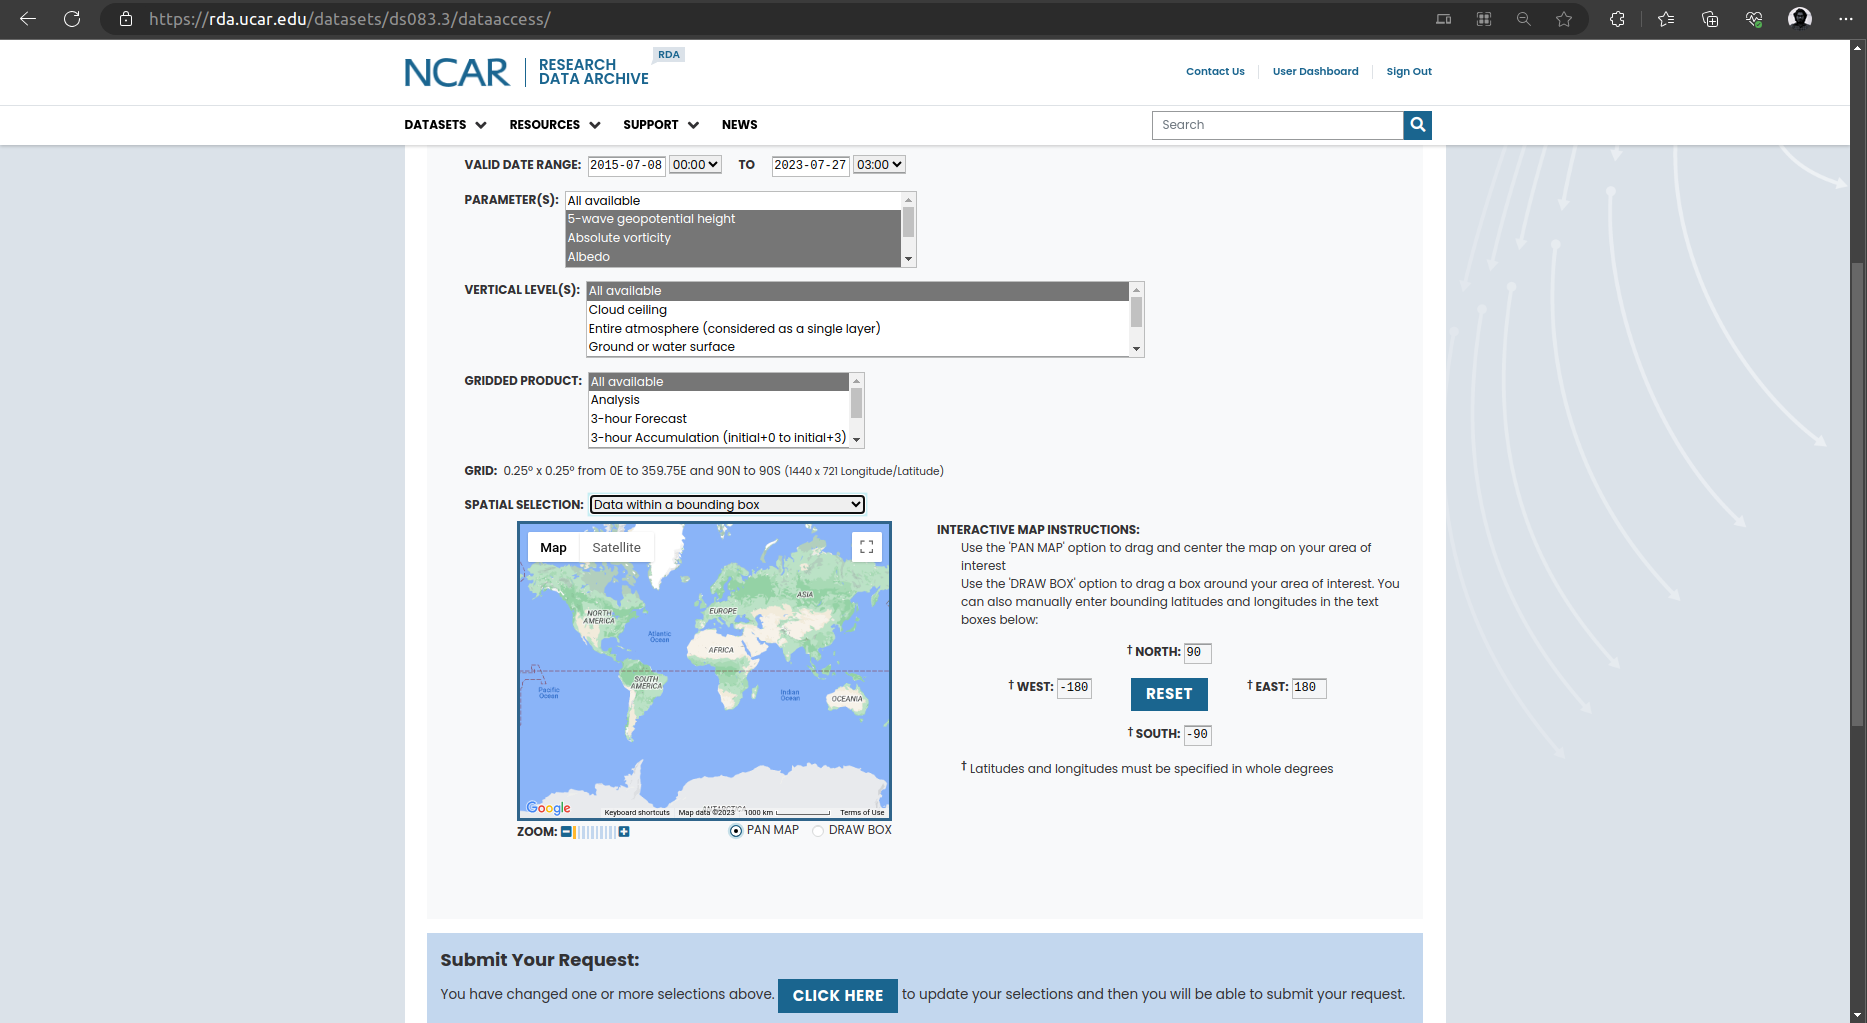 https://rda.ucar.edu/datasets/ds083.3/dataaccess/
NCAR
RESEARCH
DATA ARCHIVE
RDA
Contact Us
User Dashboard
Sign Out
DATASETS
RESOURCES
SUPPORT
NEWS
Search
VALID DATE RANGE: 2015-07-08 00:00 TO 2023-07-27 03:00
PARAMETER(S):
All available
5-wave geopotential height
Absolute vorticity
Albedo
VERTICAL LEVEL(S):
All available
Cloud ceiling
Entire atmosphere (considered as a single layer)
Ground or water surface
GRIDDED PRODUCT:
All available
Analysis
3-hour Forecast
3-hour Accumulation (initial+0 to initial+3)
GRID: 0.25° x 0.25° from 0E to 359.75E and 90N to 90S (1440 x 721 Longitude/Latitude)
SPATIAL SELECTION: Data within a bounding box
Map
Satellite
NORTH
AMERICA
Atlantic
Ocean
EUROPE
ASIA
AFRICA
SOUTH
AMERICA
Pacific
Ocean
Indian
Ocean
OCEANIA
ANTARCTICA
Google
Keyboard shortcuts
Map data ©2023
1000 km
Terms of Use
ZOOM:
PAN MAP
DRAW BOX
INTERACTIVE MAP INSTRUCTIONS:
Use the 'PAN MAP' option to drag and center the map on your area of
interest
Use the 'DRAW BOX' option to drag a box around your area of interest. You
can also manually enter bounding latitudes and longitudes in the text
boxes below:
† NORTH: 90
† WEST: -180
RESET
† EAST: 180
† SOUTH: -90
† Latitudes and longitudes must be specified in whole degrees
Submit Your Request:
You have changed one or more selections above. CLICK HERE to update your selections and then you will be able to submit your request.